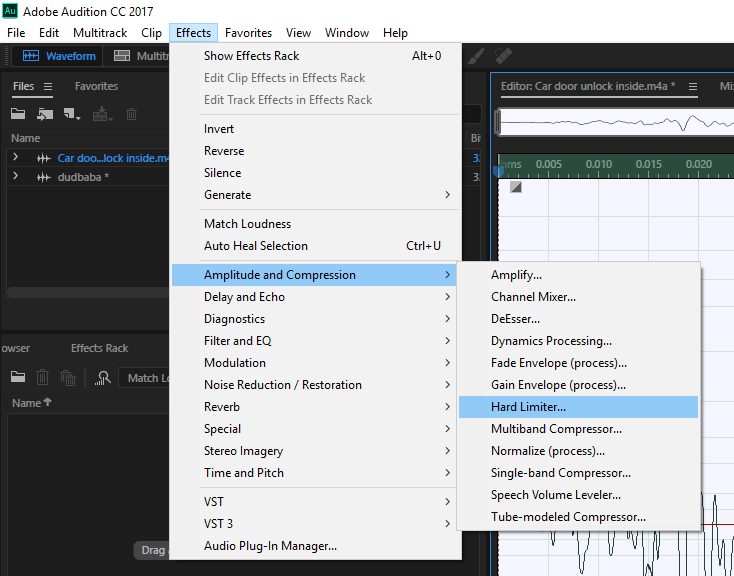 Adobe Audition CC 2017
File Edit Multitrack Clip Effects Favorites View Window Help
Waveform Multitr
Files Favorites
Name
Car doo...lock inside.m4
dudbaba *
owser Effects Rack
Match Lo
Name
Drag
Show Effects Rack Alt+0
Edit Clip Effects in Effects Rack
Edit Track Effects in Effects Rack
Invert
Reverse
Silence
Generate
Match Loudness
Auto Heal Selection Ctrl+U
Amplitude and Compression
Delay and Echo
Diagnostics
Filter and EQ
Modulation
Noise Reduction / Restoration
Reverb
Special
Stereo Imagery
Time and Pitch
VST
VST 3
Audio Plug-In Manager...
Amplify...
Channel Mixer...
DeEsser...
Dynamics Processing...
Fade Envelope (process)...
Gain Envelope (process)...
Hard Limiter...
Multiband Compressor...
Normalize (process)...
Single-band Compressor...
Speech Volume Leveler...
Tube-modeled Compressor...
Bi
32
32
Editor: Car door unlock inside.m4a * Mi
hms 0.005 0.010 0.015 0.020